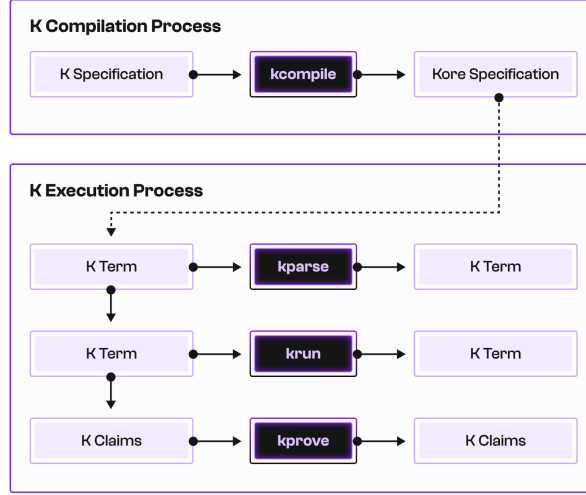 K Compilation Process
K Specification
kcompile
Kore Specification
K Execution Process
K Term
kparse
K Term
K Term
krun
K Term
K Claims
kprove
K Claims